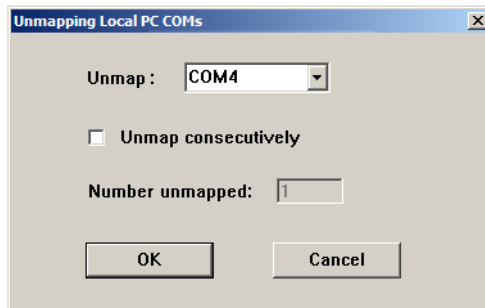 Unmapping Local PC COMs
Unmap : COM4
Unmap consecutively
Number unmapped: 1
OK Cancel